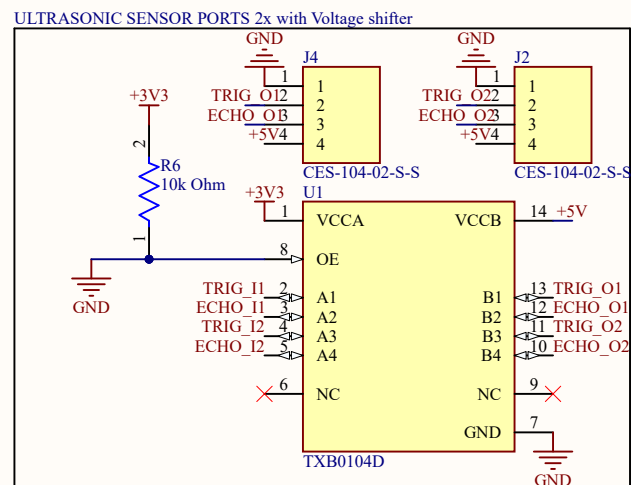 ULTRASONIC SENSOR PORTS 2x with Voltage shifter
GND
GND
J4
J2
1
1
1
1
TRIG_O1
2
2
TRIG_O2
2
2
ECHO_O1
3
3
ECHO_O2
3
3
+5V
4
4
+5V
4
4
CES-104-02-S-S
CES-104-02-S-S
+3V3
2
R6
10k Ohm
1
GND
+3V3
U1
1
VCCA
VCCB
14
+5V
8
OE
TRIG_I1
2
A1
B1
13
TRIG_O1
ECHO_I1
3
A2
B2
12
ECHO_O1
TRIG_I2
4
A3
B3
11
TRIG_O2
ECHO_I2
5
A4
B4
10
ECHO_O2
6
NC
NC
9
GND
7
TXB0104D
GND